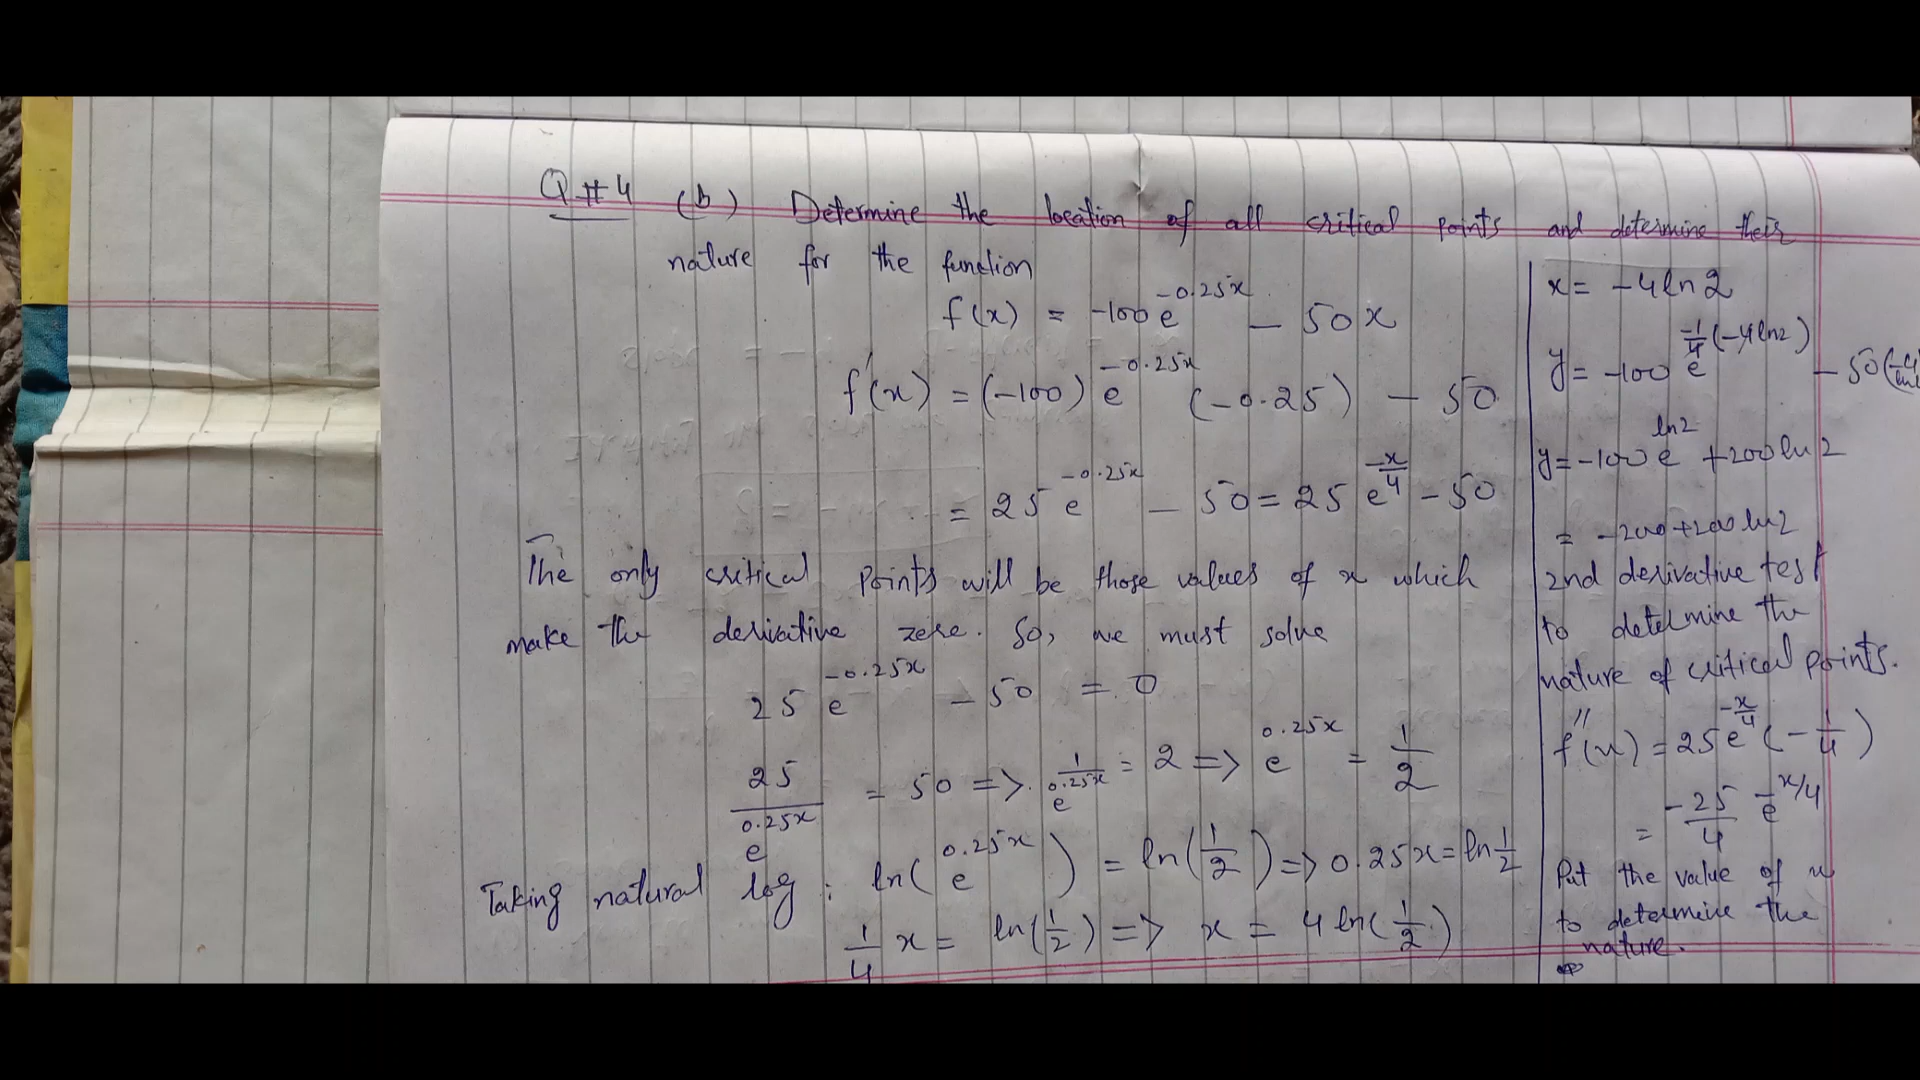 Q#4 (b) Determine the location of all critical points and determine their
nature for the function
f(x) = -100 e^{-0.25x} - 50x
f'(x) = (-100) e^{-0.25x} (-0.25) - 50
= 25 e^{-0.25x} - 50 = 25 e^{-x/4} - 50
The only critical points will be those values of x which
make the derivative zero. So, we must solve
25 e^{-0.25x} - 50 = 0
25/e^{0.25x} = 50 => 1/e^{0.25x} = 2 => e^{0.25x} = 1/2
Taking natural log : ln(e^{0.25x}) = ln(1/2) => 0.25x = ln 1/2
1/4 x = ln(1/2) => x = 4 ln(1/2)
x = -4 ln 2
y = -100 e^{-1/4(-4ln2)} - 50(-4
y = -100 e^{ln2} + 200 ln 2
= -200 + 200 ln 2
2nd derivative test
to determine the
nature of critical points.
f''(x) = 25 e^{-x/4} (-1/4)
= -25/4 e^{-x/4}
Put the value of x
to determine the
nature.